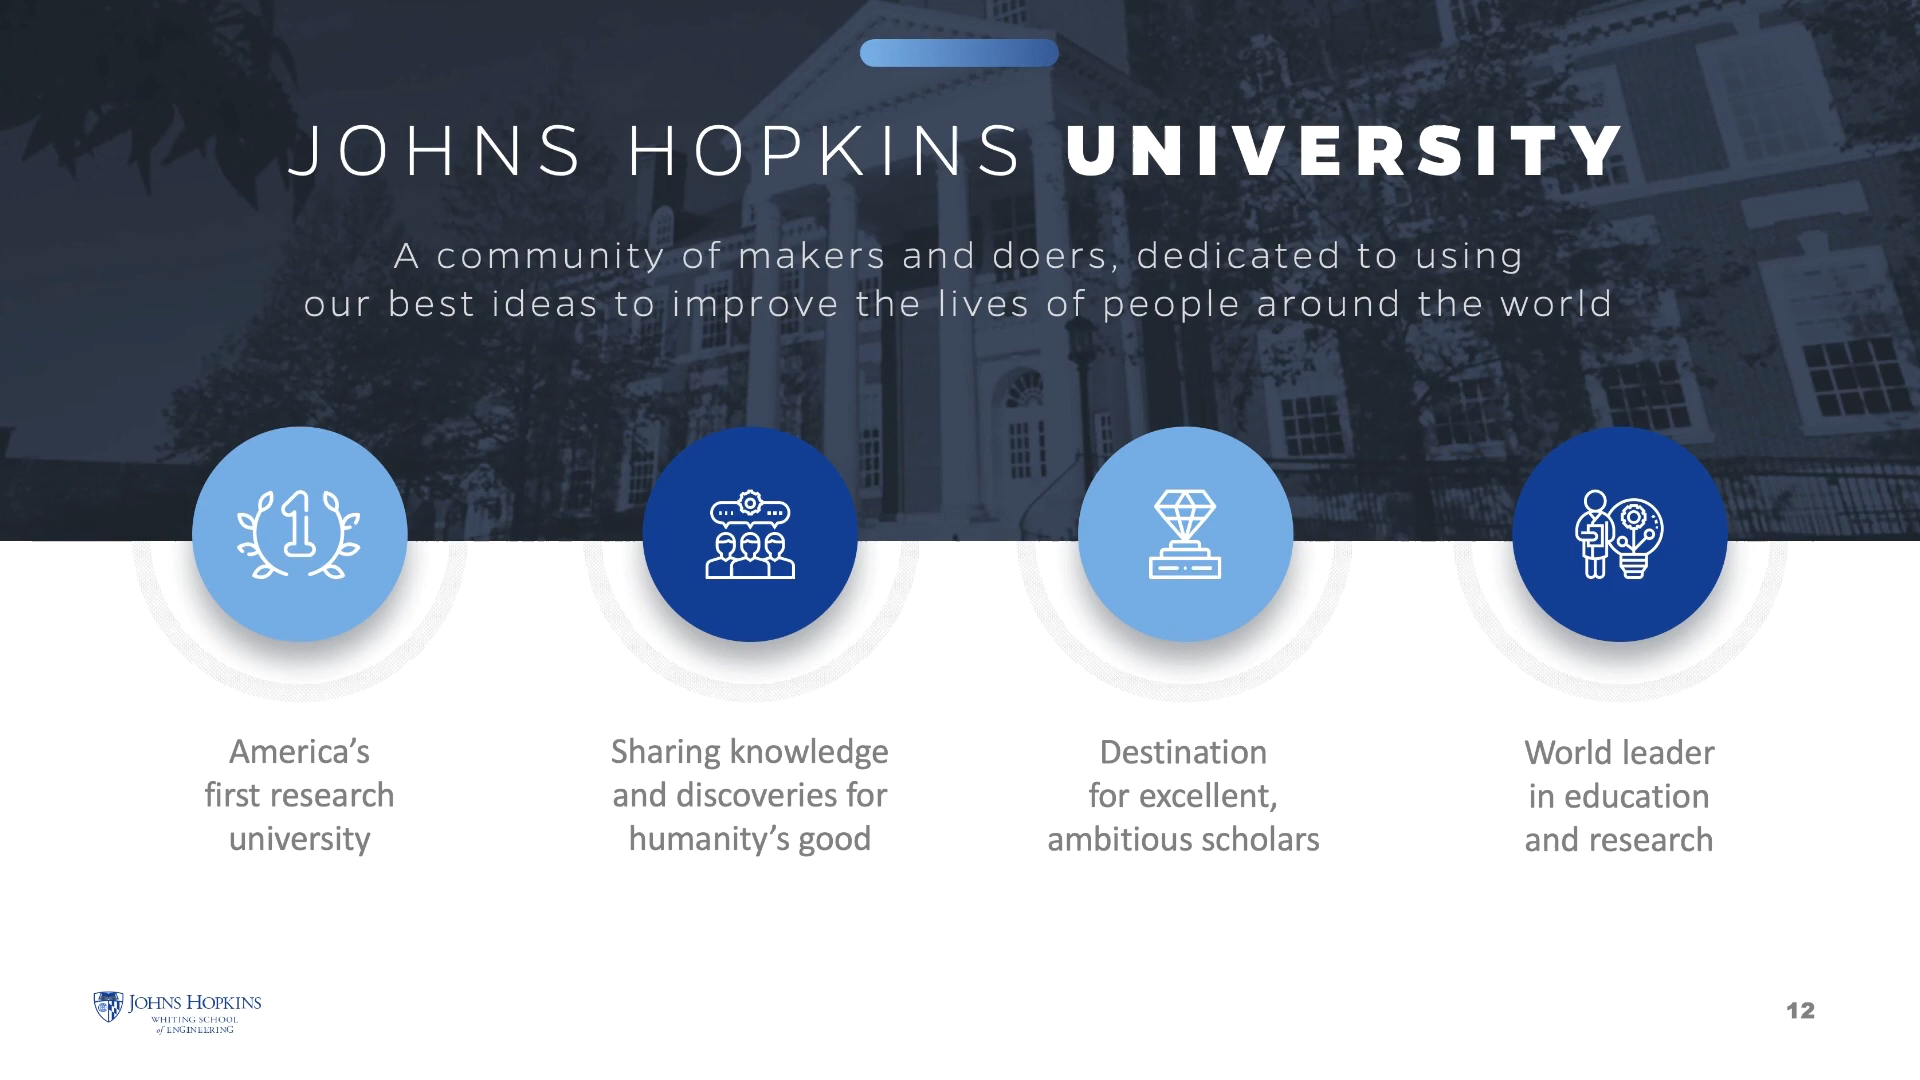 JOHNS HOPKINS UNIVERSITY
A community of makers and doers, dedicated to using
our best ideas to improve the lives of people around the world
1
America’s
first research
university
Sharing knowledge
and discoveries for
humanity’s good
Destination
for excellent,
ambitious scholars
World leader
in education
and research
JOHNS HOPKINS
WHITING SCHOOL
of ENGINEERING
12